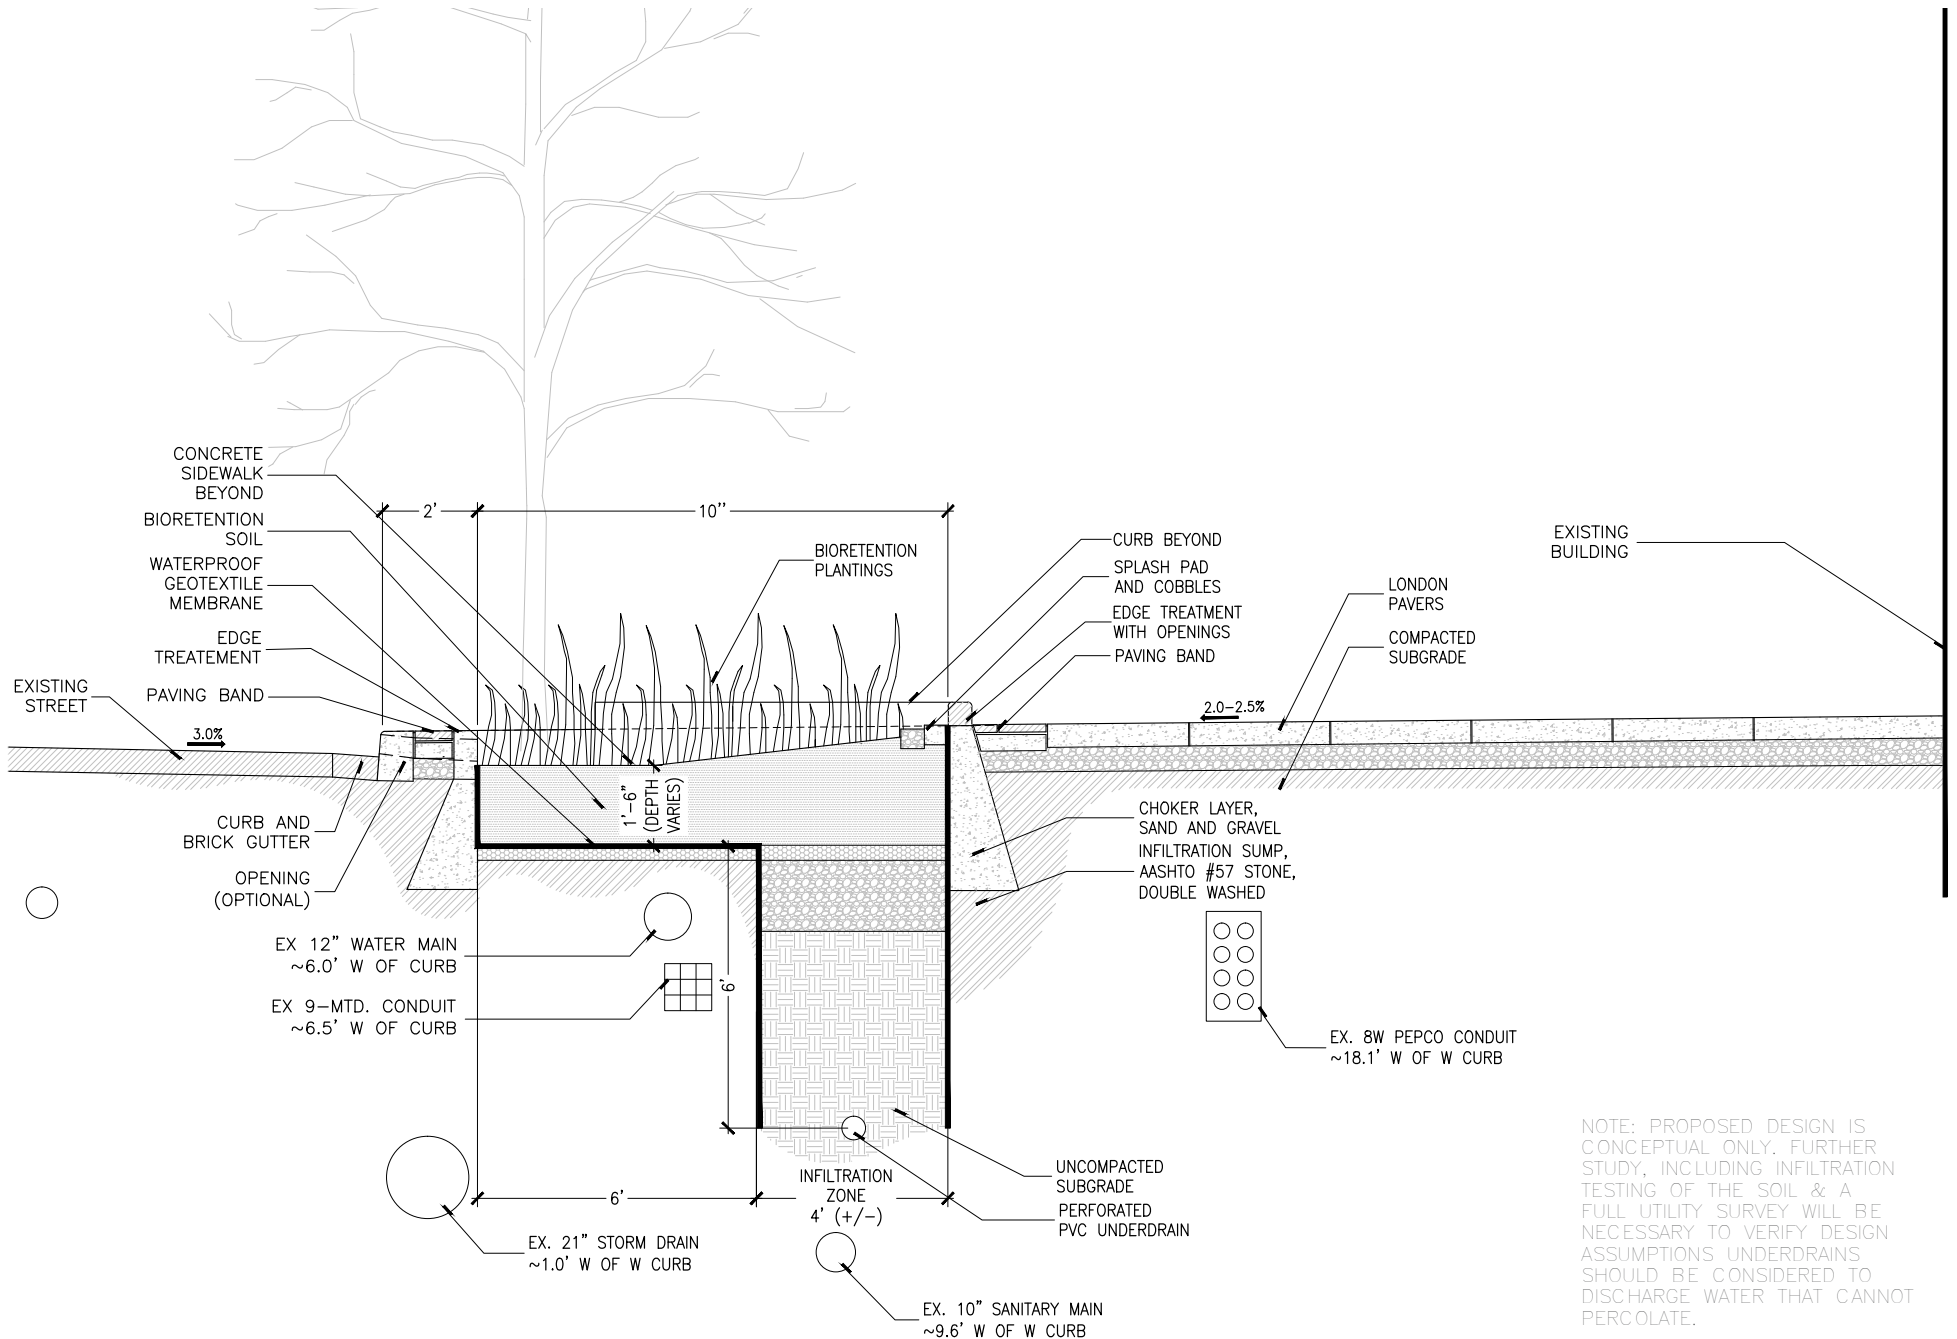 CONCRETE
SIDEWALK
BEYOND
BIORETENTION
SOIL
WATERPROOF
GEOTEXTILE
MEMBRANE
EDGE
TREATEMENT
PAVING BAND
EXISTING
STREET
3.0%
CURB AND
BRICK GUTTER
OPENING
(OPTIONAL)
2'
10"
BIORETENTION
PLANTINGS
CURB BEYOND
SPLASH PAD
AND COBBLES
EDGE TREATMENT
WITH OPENINGS
PAVING BAND
LONDON
PAVERS
COMPACTED
SUBGRADE
EXISTING
BUILDING
2.0-2.5%
1'-6"
(DEPTH
VARIES)
CHOKER LAYER,
SAND AND GRAVEL
INFILTRATION SUMP,
AASHTO #57 STONE,
DOUBLE WASHED
EX 12" WATER MAIN
~6.0' W OF CURB
EX 9-MTD. CONDUIT
~6.5' W OF CURB
6'
EX. 8W PEPCO CONDUIT
~18.1' W OF W CURB
UNCOMPACTED
SUBGRADE
PERFORATED
PVC UNDERDRAIN
6'
INFILTRATION
ZONE
4' (+/-)
EX. 21" STORM DRAIN
~1.0' W OF W CURB
EX. 10" SANITARY MAIN
~9.6' W OF W CURB
NOTE: PROPOSED DESIGN IS
CONCEPTUAL ONLY. FURTHER
STUDY, INCLUDING INFILTRATION
TESTING OF THE SOIL & A
FULL UTILITY SURVEY WILL BE
NECESSARY TO VERIFY DESIGN
ASSUMPTIONS UNDERDRAINS
SHOULD BE CONSIDERED TO
DISCHARGE WATER THAT CANNOT
PERCOLATE.